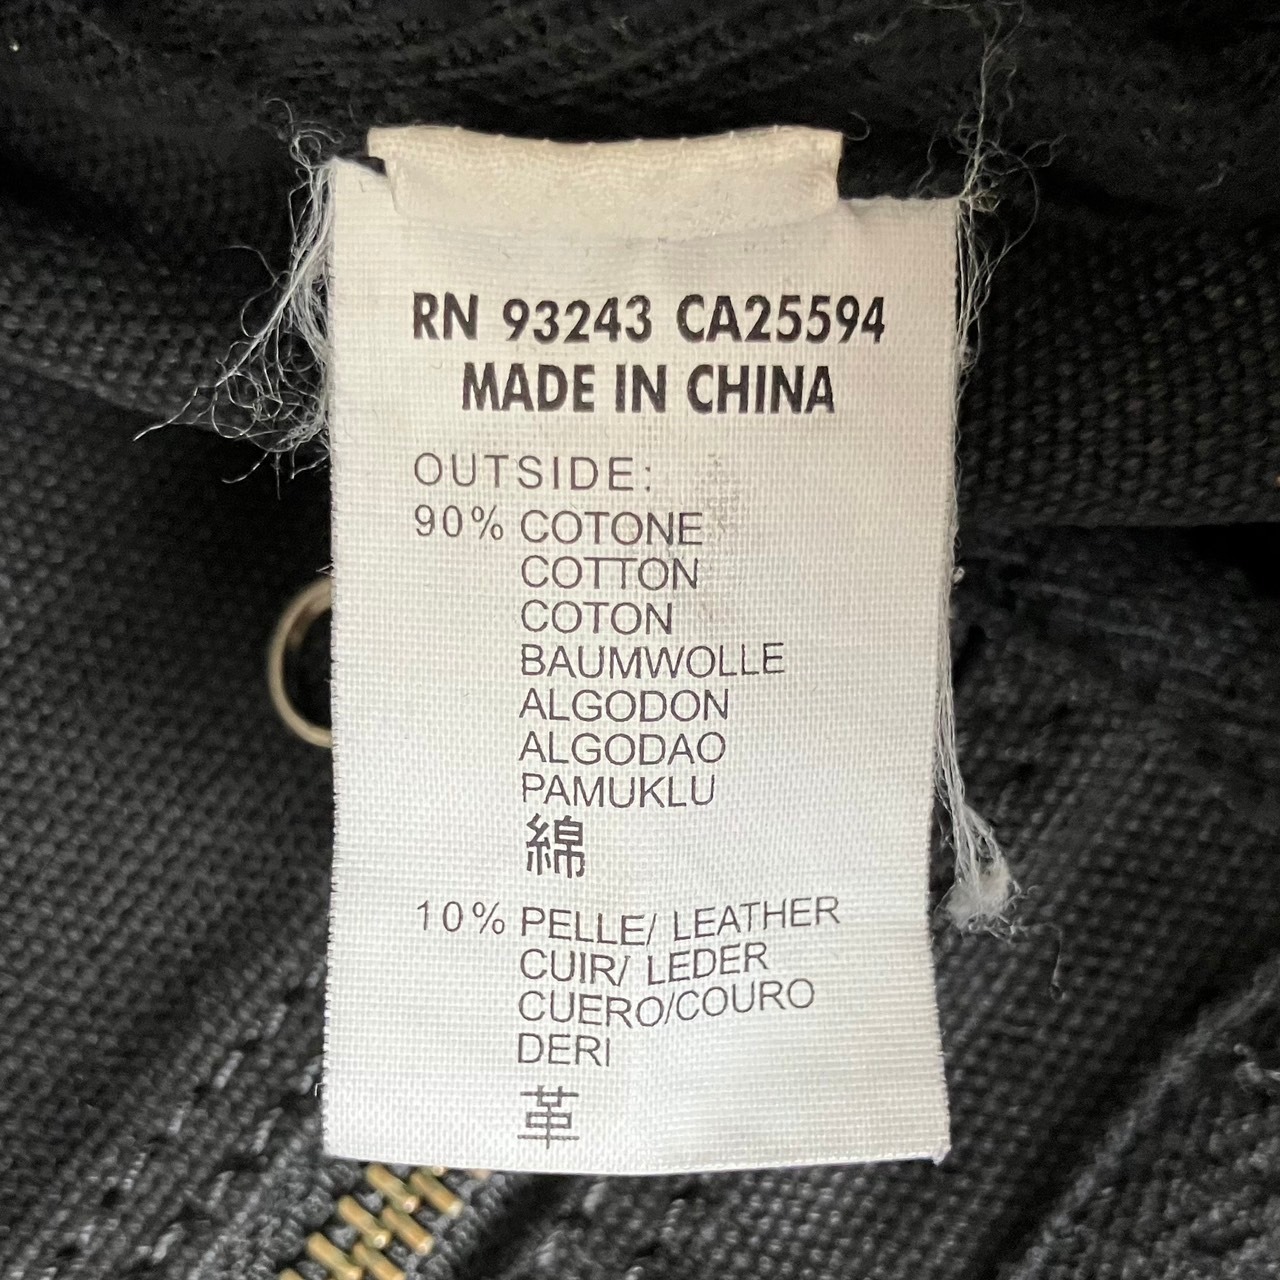 RN 93243 CA25594
MADE IN CHINA
OUTSIDE:
90% COTONE
COTTON
COTON
BAUMWOLLE
ALGODON
ALGODAO
PAMUKLU
綿
10% PELLE/ LEATHER
CUIR/ LEDER
CUERO/COURO
DERI
革